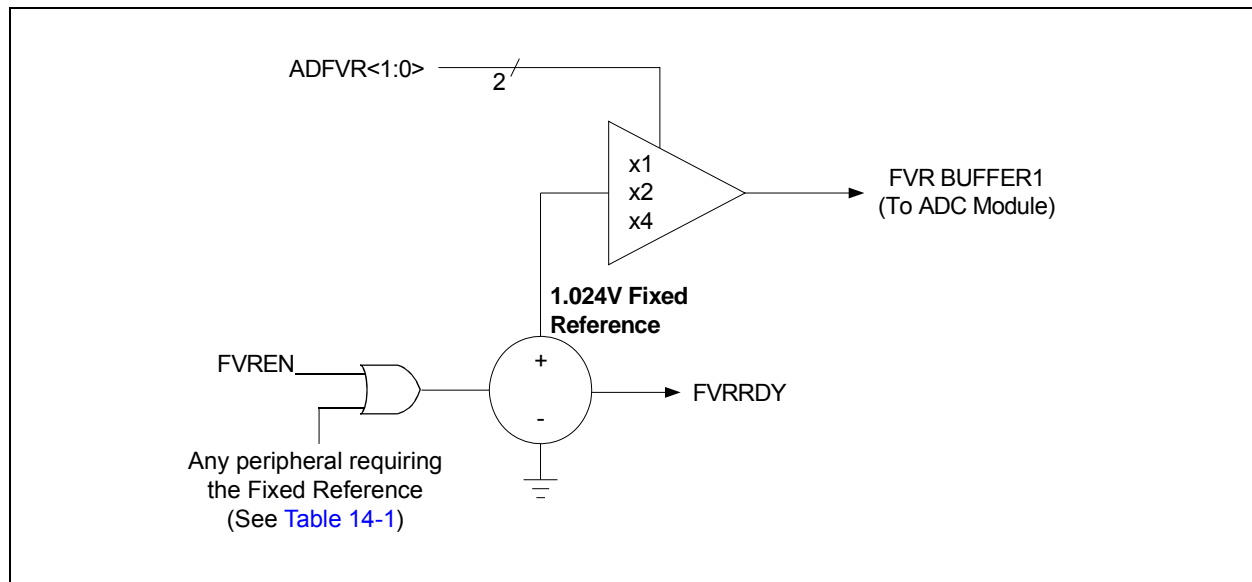 ADFVR<1:0>
2
x1
x2
x4
FVR BUFFER1
(To ADC Module)
1.024V Fixed
Reference
FVREN
+
-
FVRRDY
Any peripheral requiring
the Fixed Reference
(See Table 14-1)